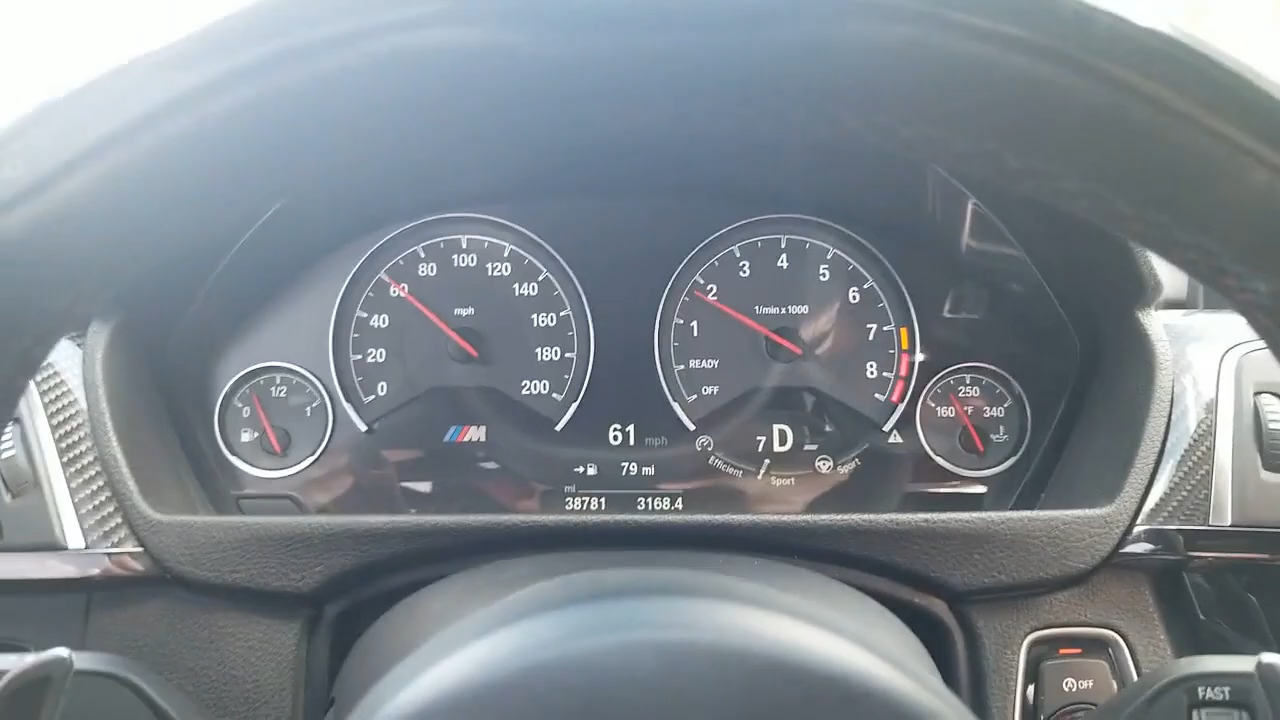 0 20 40 60 80 100 120 140 160 180 200
mph
M
0 1/2 1
OFF READY 1 2 3 4 5 6 7 8
1/min x 1000
160 250 340
°F
61 mph
79 mi
mi
38781 3168.4
7 D
Efficient
Sport
Sport
OFF
FAST